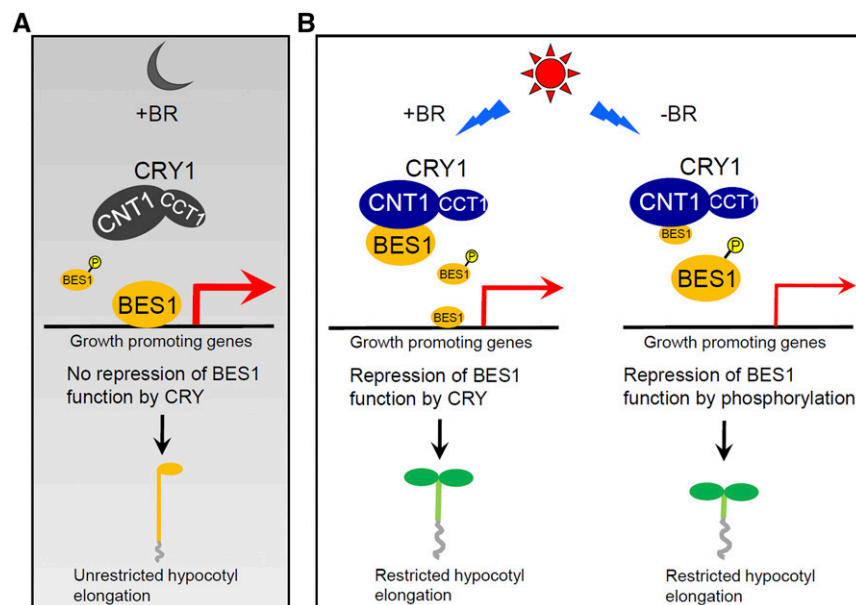 A
+BR
CRY1
CNT1
CCT1
P
BES1
BES1
Growth promoting genes
No repression of BES1
function by CRY
Unrestricted hypocotyl
elongation
B
+BR
CRY1
CNT1
CCT1
BES1
P
BES1
BES1
Growth promoting genes
Repression of BES1
function by CRY
Restricted hypocotyl
elongation
-BR
CRY1
CNT1
CCT1
BES1
P
BES1
Growth promoting genes
Repression of BES1
function by phosphorylation
Restricted hypocotyl
elongation